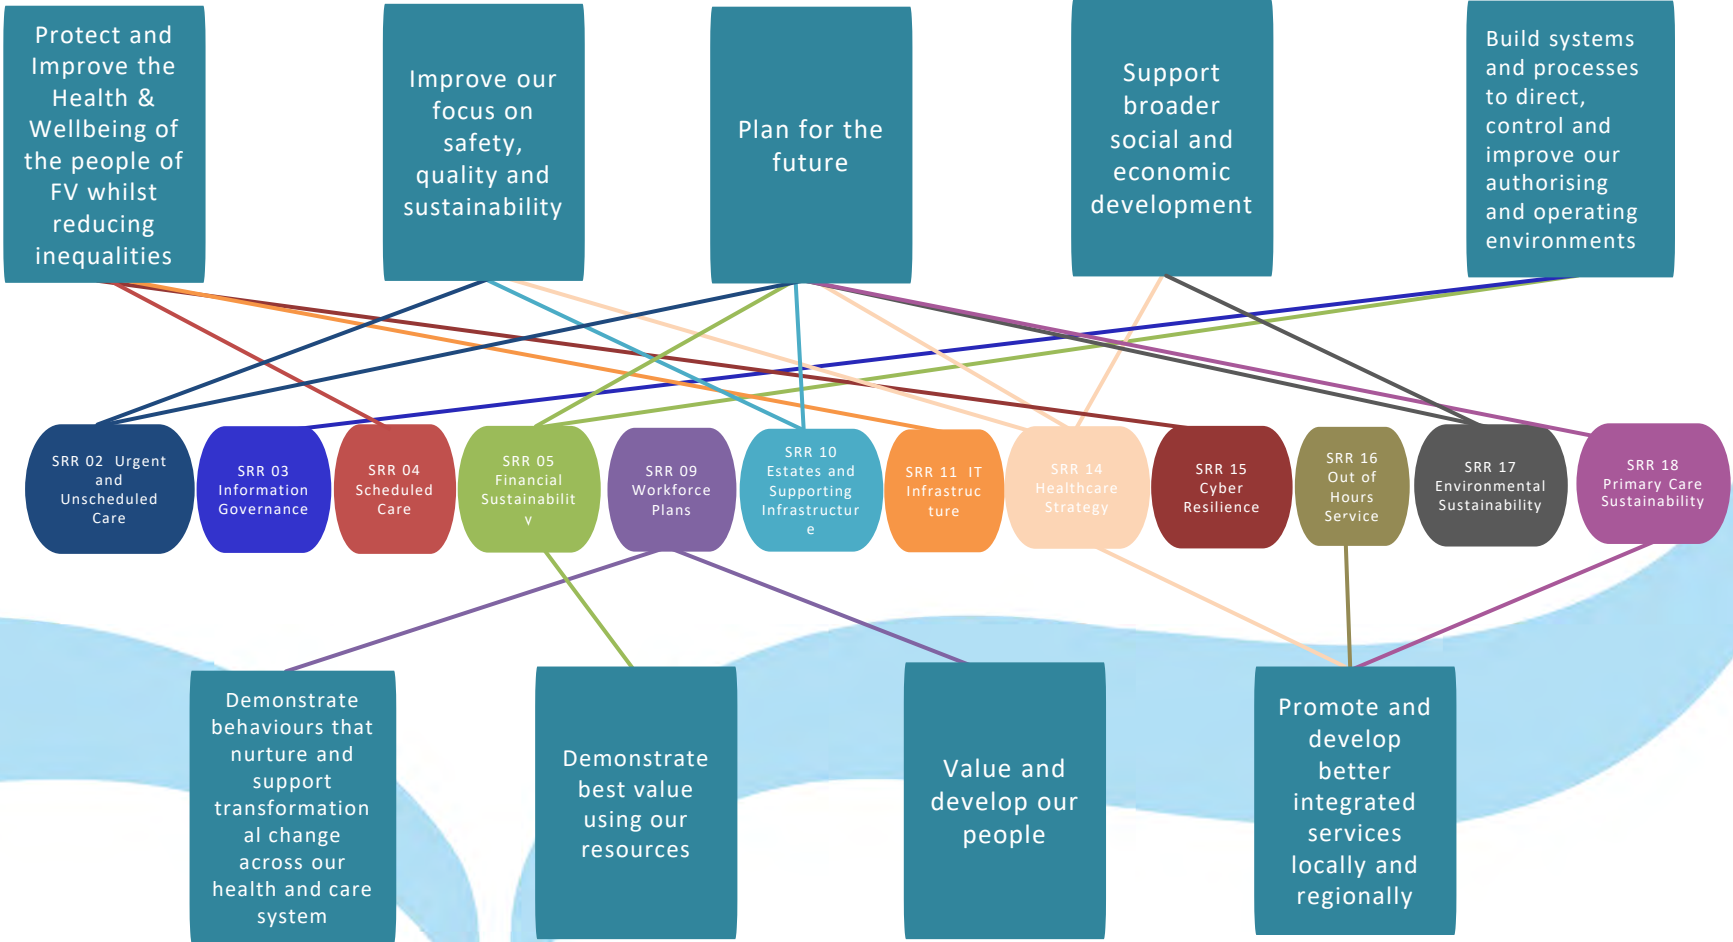 Protect and
Improve the
Health &
Wellbeing of
the people of
FV whilst
reducing
inequalities
Improve our
focus on
safety,
quality and
sustainability
Plan for the
future
Support
broader
social and
economic
development
Build systems
and processes
to direct,
control and
improve our
authorising
and operating
environments
SRR 02 Urgent
and
Unscheduled
Care
SRR 03
Information
Governance
SRR 04
Scheduled
Care
SRR 05
Financial
Sustainabilit
y
SRR 09
Workforce
Plans
SRR 10
Estates and
Supporting
Infrastructur
e
SRR 11 IT
Infrastruc
ture
SRR 14
Healthcare
Strategy
SRR 15
Cyber
Resilience
SRR 16
Out of
Hours
Service
SRR 17
Environmental
Sustainability
SRR 18
Primary Care
Sustainability
Demonstrate
behaviours that
nurture and
support
transformation
al change
across our
health and care
system
Demonstrate
best value
using our
resources
Value and
develop our
people
Promote and
develop
better
integrated
services
locally and
regionally